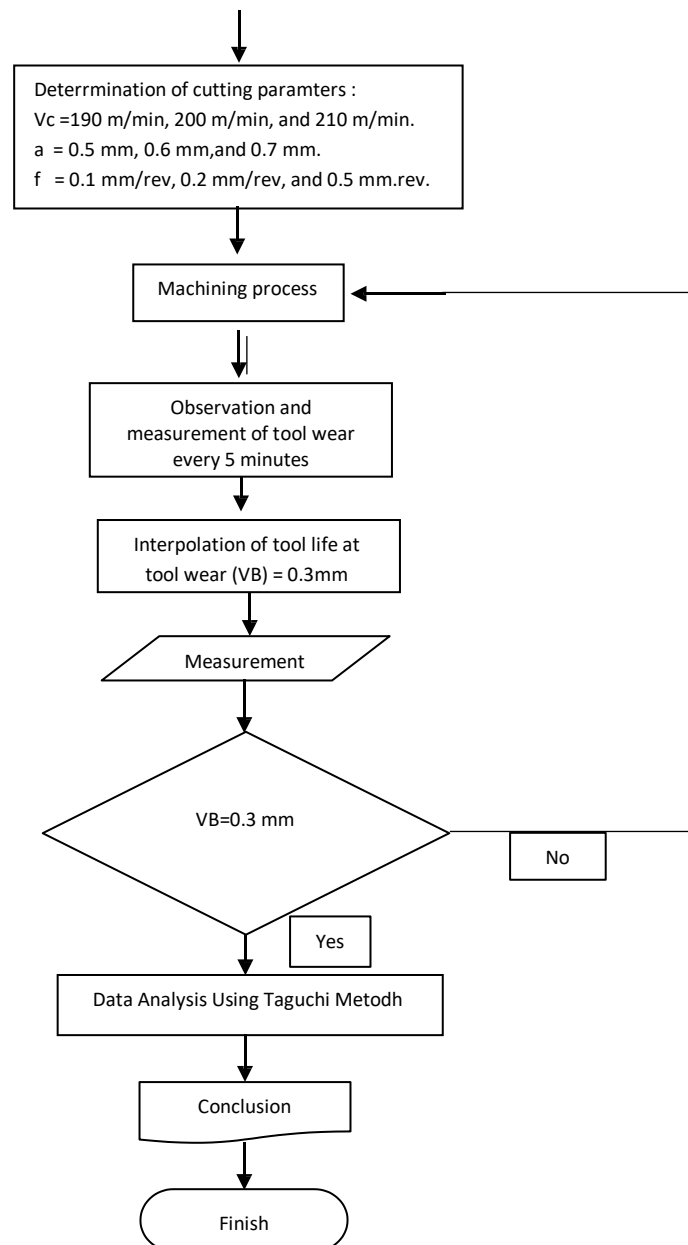 Deterrmination of cutting paramters :
Vc =190 m/min, 200 m/min, and 210 m/min.
a = 0.5 mm, 0.6 mm,and 0.7 mm.
f = 0.1 mm/rev, 0.2 mm/rev, and 0.5 mm.rev.
Machining process
Observation and
measurement of tool wear
every 5 minutes
Interpolation of tool life at
tool wear (VB) = 0.3mm
Measurement
VB=0.3 mm
No
Yes
Data Analysis Using Taguchi Metodh
Conclusion
Finish